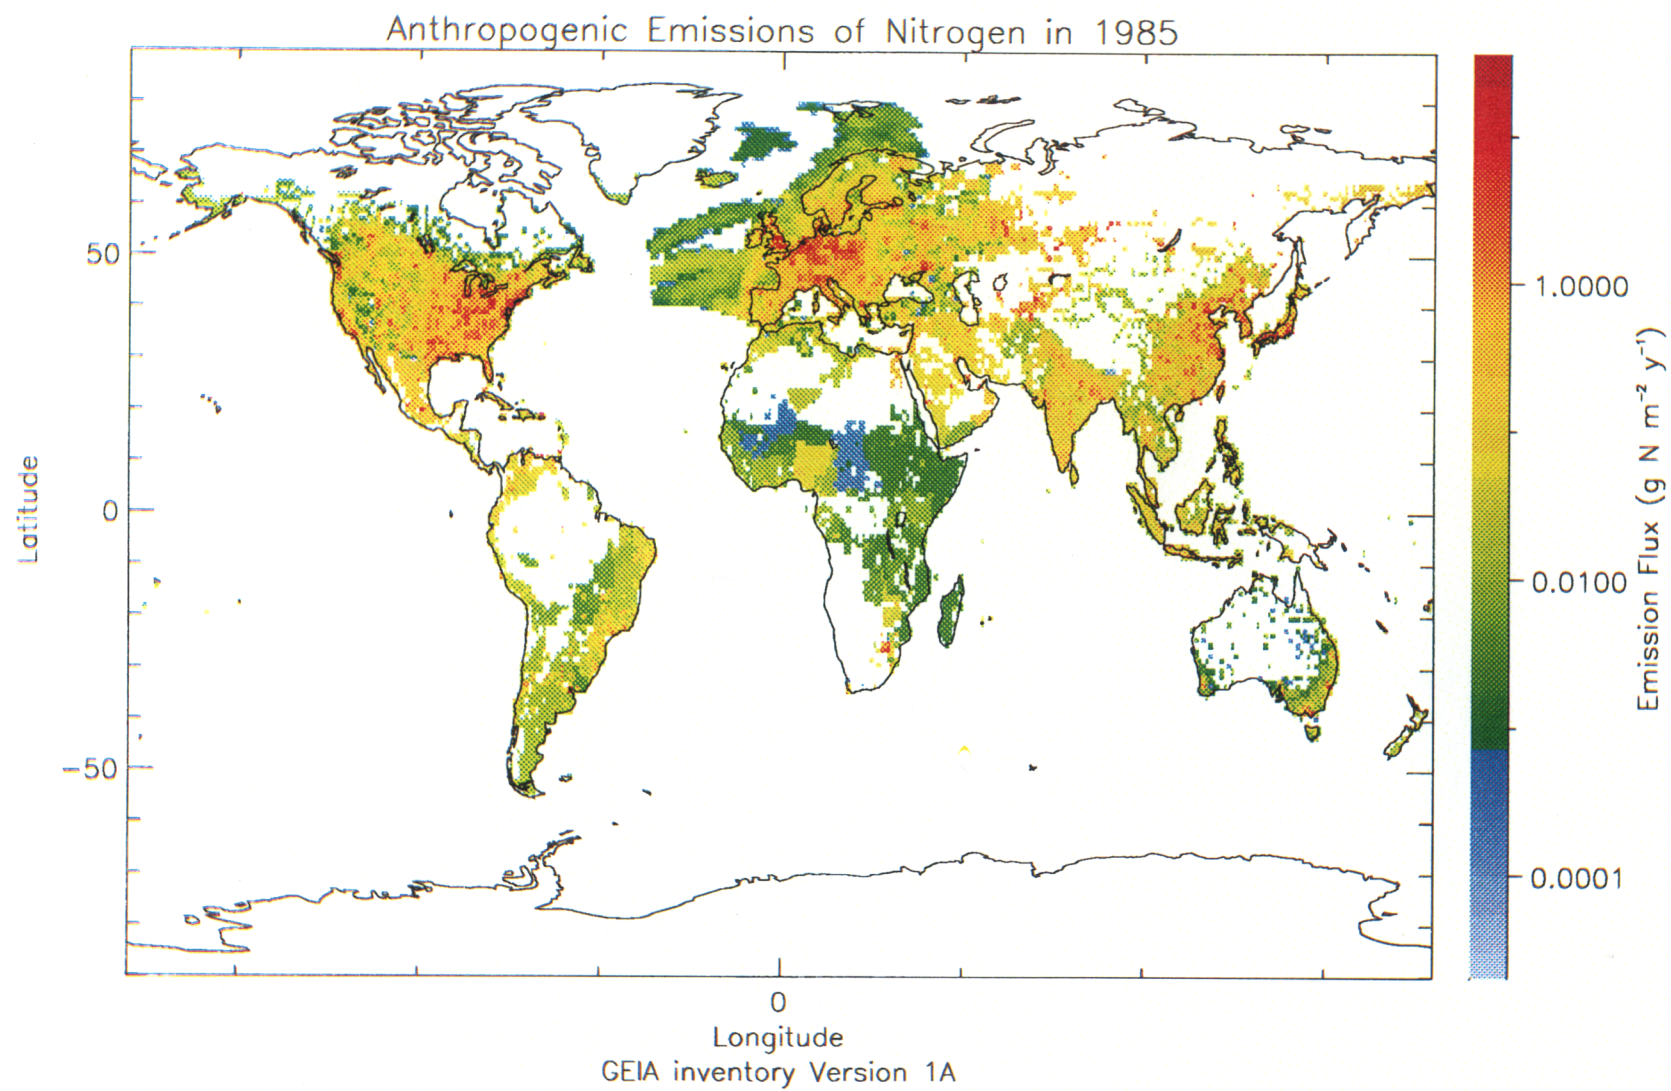 Anthropogenic Emissions of Nitrogen in 1985
50
0
-50
Latitude
0
Longitude
GEIA inventory Version 1A
1.0000
0.0100
0.0001
Emission Flux (g N m⁻² y⁻¹)